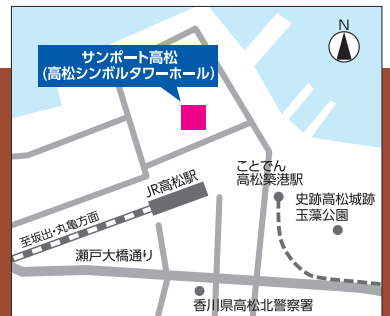 N
サンポート高松
(高松シンボルタワーホール)
JR高松駅
ことでん
高松築港駅
史跡高松城跡
玉藻公園
至坂出・丸亀方面
瀬戸大橋通り
香川県高松北警察署